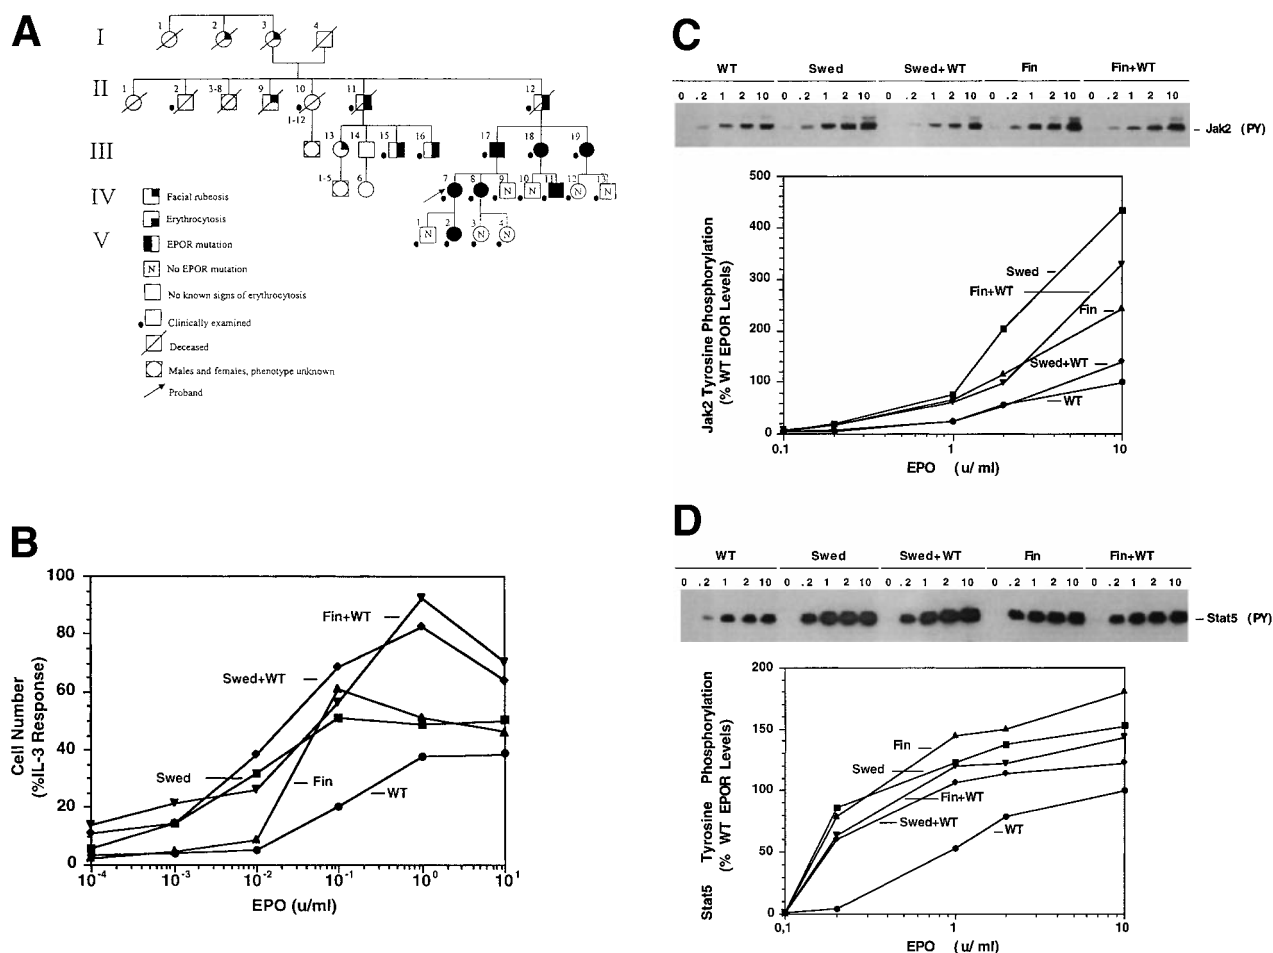 A
I
1
2
3
4
II
1
2
3-8
9
10
11
12
1-12
III
13
14
15
16
17
18
19
IV
1-5
6
7
8
9
10
11
12
13
N
N
N
N
V
1
2
3
4
N
N
N
Facial rubeosis
Erythrocytosis
EPOR mutation
N No EPOR mutation
No known signs of erythrocytosis
Clinically examined
Deceased
Males and females, phenotype unknown
Proband
B
Cell Number
(%IL-3 Response)
100
80
60
40
20
0
Fin+WT
Swed+WT
Swed
Fin
WT
10-4 10-3 10-2 10-1 100 101
EPO (u/ml)
C
WT Swed Swed+WT Fin Fin+WT
0 .2 1 2 10 0 .2 1 2 10 0 .2 1 2 10 0 .2 1 2 10 0 .2 1 2 10
Jak2 (PY)
Jak2 Tyrosine Phosphorylation
(% WT EPOR Levels)
500
400
300
200
100
0
Swed
Fin+WT
Fin
Swed+WT
WT
0.1 1 10
EPO (u/ ml)
D
WT Swed Swed+WT Fin Fin+WT
0 .2 1 2 10 0 .2 1 2 10 0 .2 1 2 10 0 .2 1 2 10 0 .2 1 2 10
Stat5 (PY)
Stat5 Tyrosine Phosphorylation
(% WT EPOR Levels)
200
150
100
50
0
Fin
Swed
Fin+WT
Swed+WT
WT
0,1 1 10
EPO (u/ ml)